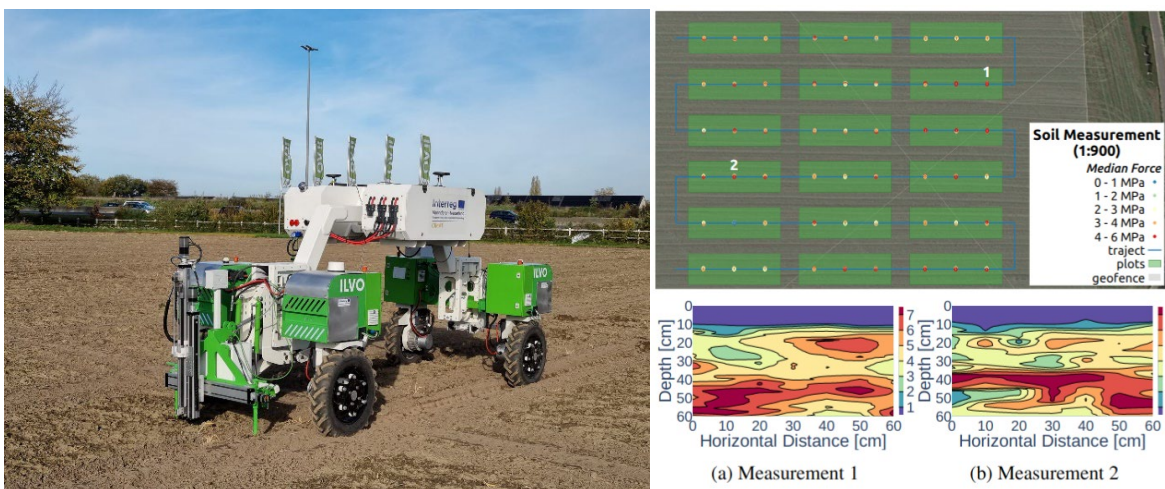 ILVO
interreg
ILVO
ILVO
1
2
Soil Measurement
(1:900)
Median Force
0 - 1 MPa
1 - 2 MPa
2 - 3 MPa
3 - 4 MPa
4 - 6 MPa
traject
plots
geofence
0
10
20
30
40
50
60
Depth [cm]
0 10 20 30 40 50 60
Horizontal Distance [cm]
7
6
5
4
3
2
1
0
10
20
30
40
50
60
Depth [cm]
0 10 20 30 40 50 60
Horizontal Distance [cm]
(a) Measurement 1
(b) Measurement 2